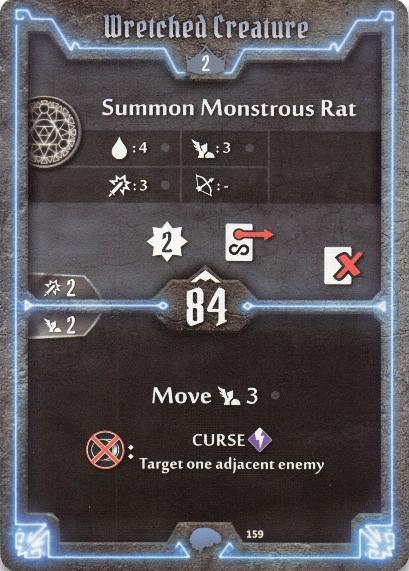 Wretched Creature
2
Summon Monstrous Rat
:4 :3
:3 :-
2 S
2
84
2
Move 3
: CURSE
Target one adjacent enemy
159